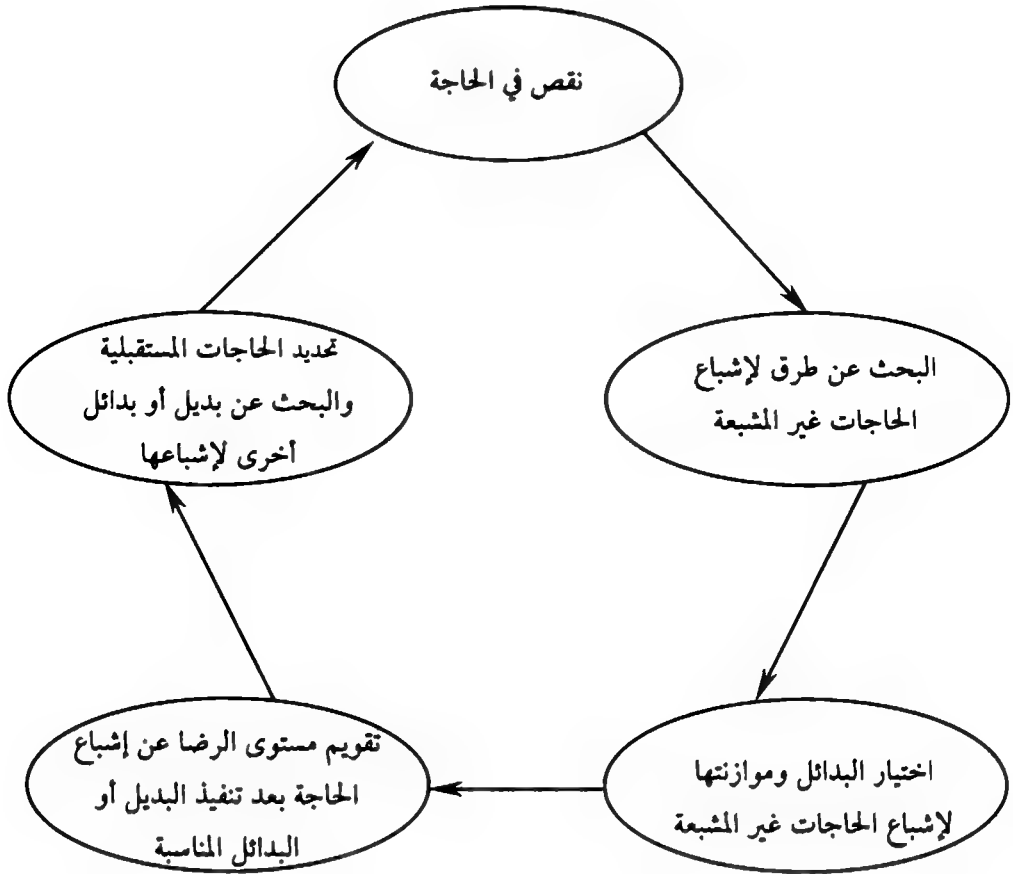 نقص في الحاجة
البحث عن طرق لإشباع
الحاجات غير المشبعة
اختيار البدائل وموازنتها
لإشباع الحاجات غير المشبعة
تقويم مستوى الرضا عن إشباع
الحاجة بعد تنفيذ البديل أو
البدائل المناسبة
تحديد الحاجات المستقبلية
والبحث عن بديل أو بدائل
أخرى لإشباعها